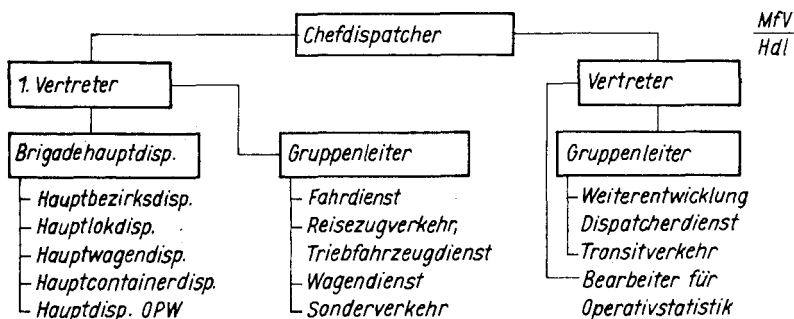 Chefdispatcher
MfV
Hdl
1. Vertreter
Vertreter
Brigadehauptdisp.
Hauptbezirksdisp.
Hauptlokdisp.
Hauptwagendisp.
Hauptcontainerdisp.
Hauptdisp. OPW
Gruppenleiter
Fahrdienst
Reisezugverkehr,
Triebfahrzeugdienst
Wagendienst
Sonderverkehr
Gruppenleiter
Weiterentwicklung
Dispatcherdienst
Transitverkehr
Bearbeiter für
Operativstatistik